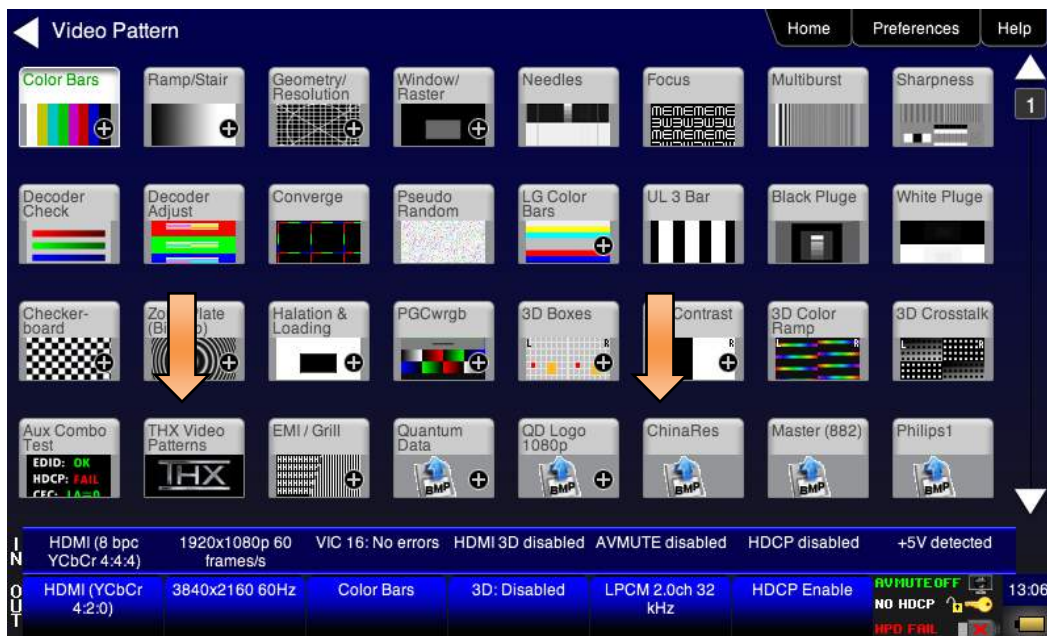 Video Pattern
Home
Preferences
Help
Color Bars
Ramp/Stair
Geometry/
Resolution
Window/
Raster
Needles
Focus
Multiburst
Sharpness
1
MEMEMEME
MEMEMEME
Decoder
Check
Decoder
Adjust
Converge
Pseudo
Random
LG Color
Bars
UL 3 Bar
Black Pluge
White Pluge
Checker-
board
Halation &
Loading
PGCwrgb
3D Boxes
Contrast
3D Color
Ramp
3D Crosstalk
L R
R
L R
L R
Aux Combo
Test
THX Video
Patterns
EMI / Grill
Quantum
Data
QD Logo
1080p
ChinaRes
Master (882)
Philips1
EDID: OK
HDCP: FAIL
CEC: LA=0
THX
BMP
BMP
BMP
BMP
BMP
IN
HDMI (8 bpc
YCbCr 4:4:4)
1920x1080p 60
frames/s
VIC 16: No errors
HDMI 3D disabled
AVMUTE disabled
HDCP disabled
+5V detected
OUT
HDMI (YCbCr
4:2:0)
3840x2160 60Hz
Color Bars
3D: Disabled
LPCM 2.0ch 32
kHz
HDCP Enable
AVMUTEOFF
NO HDCP
HPD FAIL
13:06